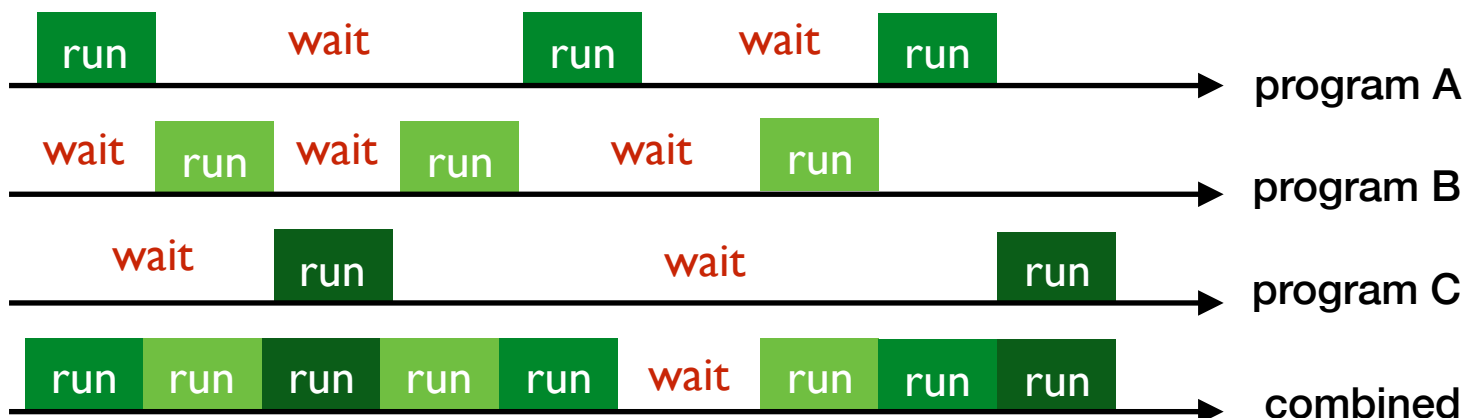 run wait run wait run
program A
wait run wait run wait run
program B
wait run wait run
program C
run run run run run wait run run run
combined